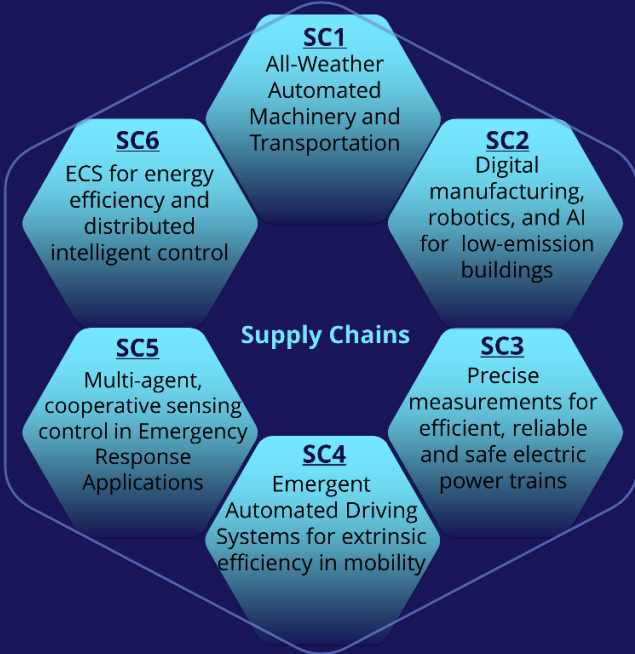 SC1
All-Weather
Automated
Machinery and
Transportation
SC2
Digital
manufacturing,
robotics, and AI
for low-emission
buildings
SC3
Precise
measurements for
efficient, reliable
and safe electric
power trains
SC4
Emergent
Automated Driving
Systems for extrinsic
efficiency in mobility
SC5
Multi-agent,
cooperative sensing
control in Emergency
Response
Applications
SC6
ECS for energy
efficiency and
distributed
intelligent control
Supply Chains